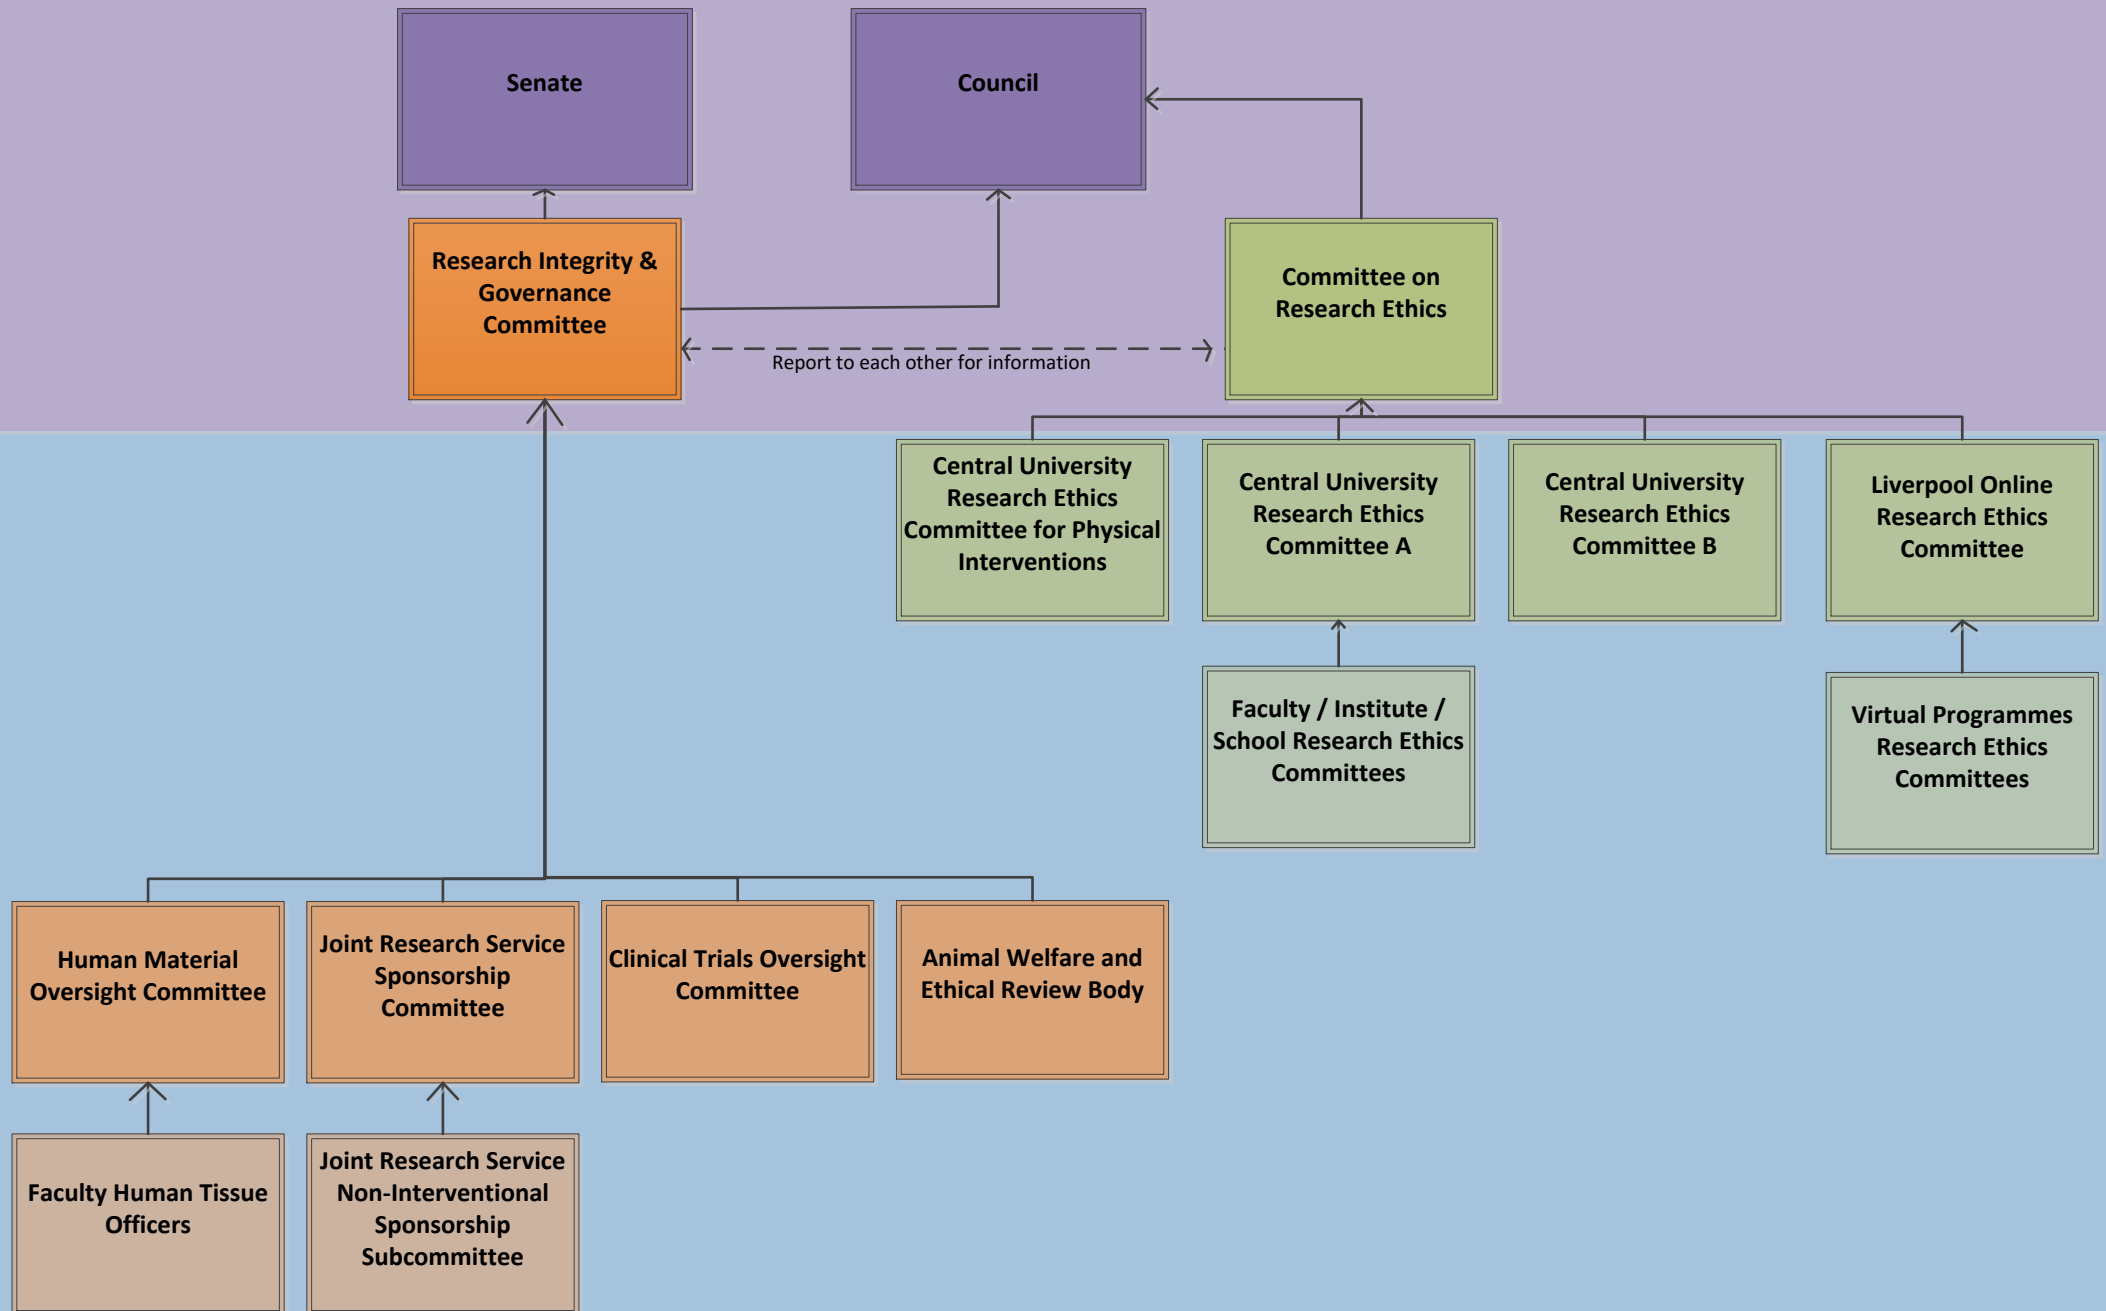 Senate
Council
Research Integrity &
Governance
Committee
Committee on
Research Ethics
Report to each other for information
Central University
Research Ethics
Committee for Physical
Interventions
Central University
Research Ethics
Committee A
Central University
Research Ethics
Committee B
Liverpool Online
Research Ethics
Committee
Faculty / Institute /
School Research Ethics
Committees
Virtual Programmes
Research Ethics
Committees
Human Material
Oversight Committee
Joint Research Service
Sponsorship
Committee
Clinical Trials Oversight
Committee
Animal Welfare and
Ethical Review Body
Faculty Human Tissue
Officers
Joint Research Service
Non-Interventional
Sponsorship
Subcommittee